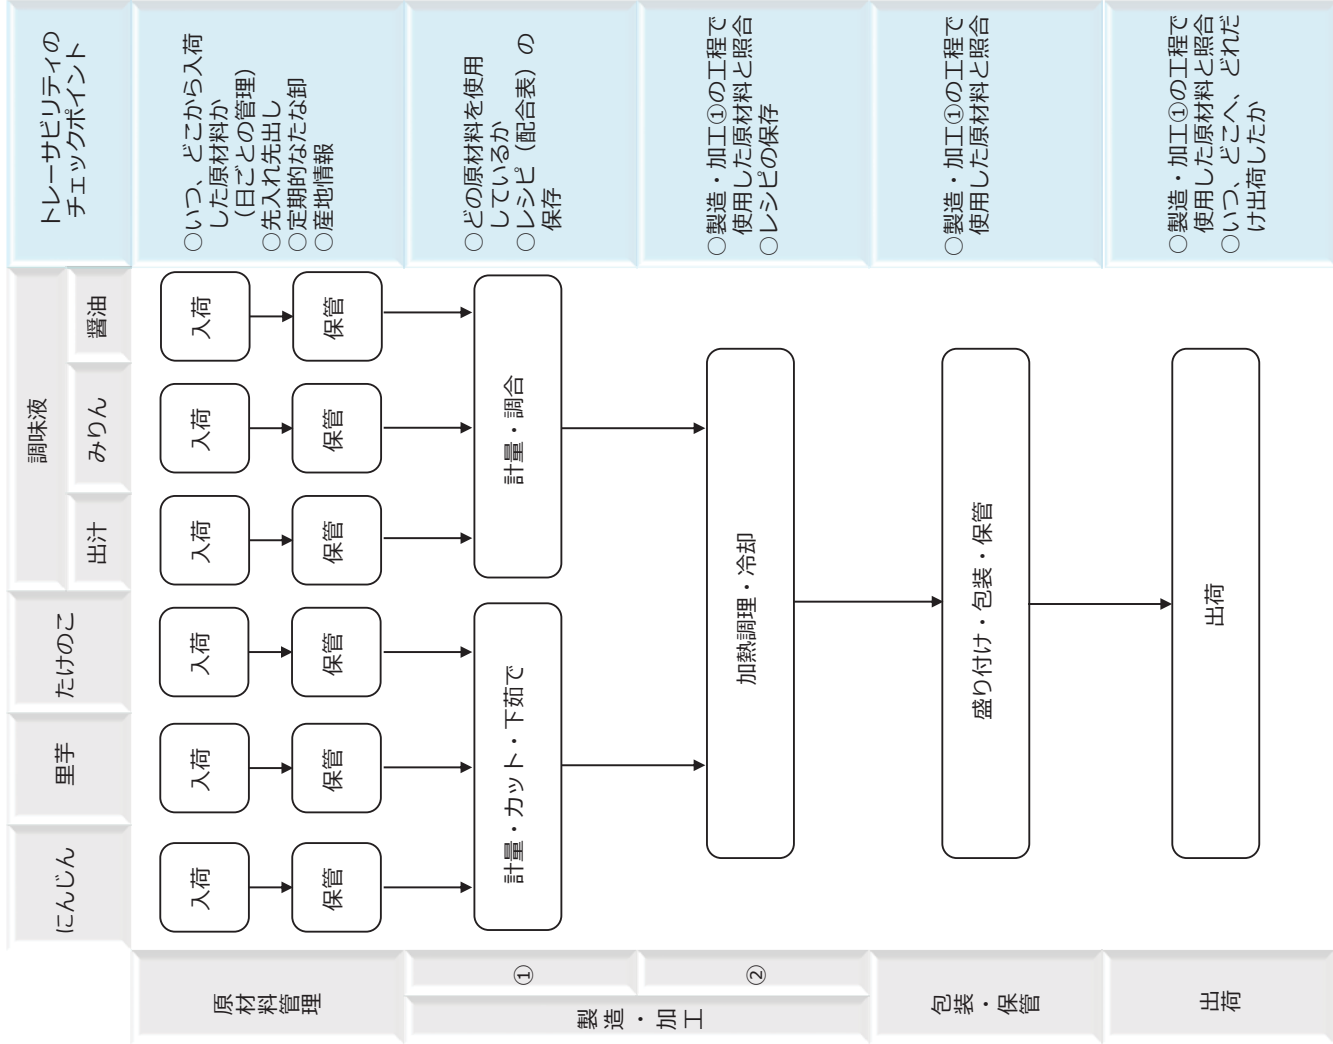 にんじん
里芋
たけのこ
調味液
出汁
みりん
醤油
トレーサビリティの
チェックポイント
原材料管理
入荷
入荷
入荷
入荷
入荷
入荷
保管
保管
保管
保管
保管
保管
○いつ、どこから入荷
した原材料か
（日ごとの管理）
○先入れ先出し
○定期的なたな卸
○産地情報
製造・加工
①
計量・カット・下茹で
計量・調合
○どの原材料を使用
しているか
○レシピ（配合表）の
保存
②
加熱調理・冷却
○製造・加工①の工程で
使用した原材料と照合
○レシピの保存
包装・保管
盛り付け・包装・保管
○製造・加工①の工程で
使用した原材料と照合
出荷
出荷
○製造・加工①の工程で
使用した原材料と照合
○いつ、どこへ、どれだ
け出荷したか